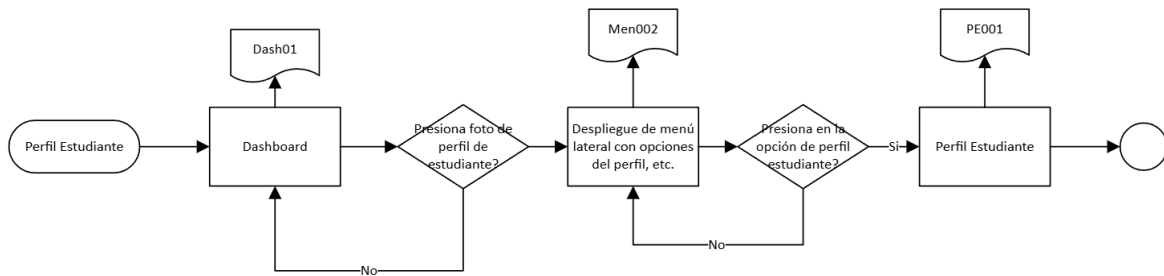 Dash01
Men002
PE001
Perfil Estudiante
Dashboard
Presiona foto de
perfil de
estudiante?
Despliegue de menú
lateral con opciones
del perfil, etc.
Presiona en la
opción de perfil
estudiante?
Si
Perfil Estudiante
No
No